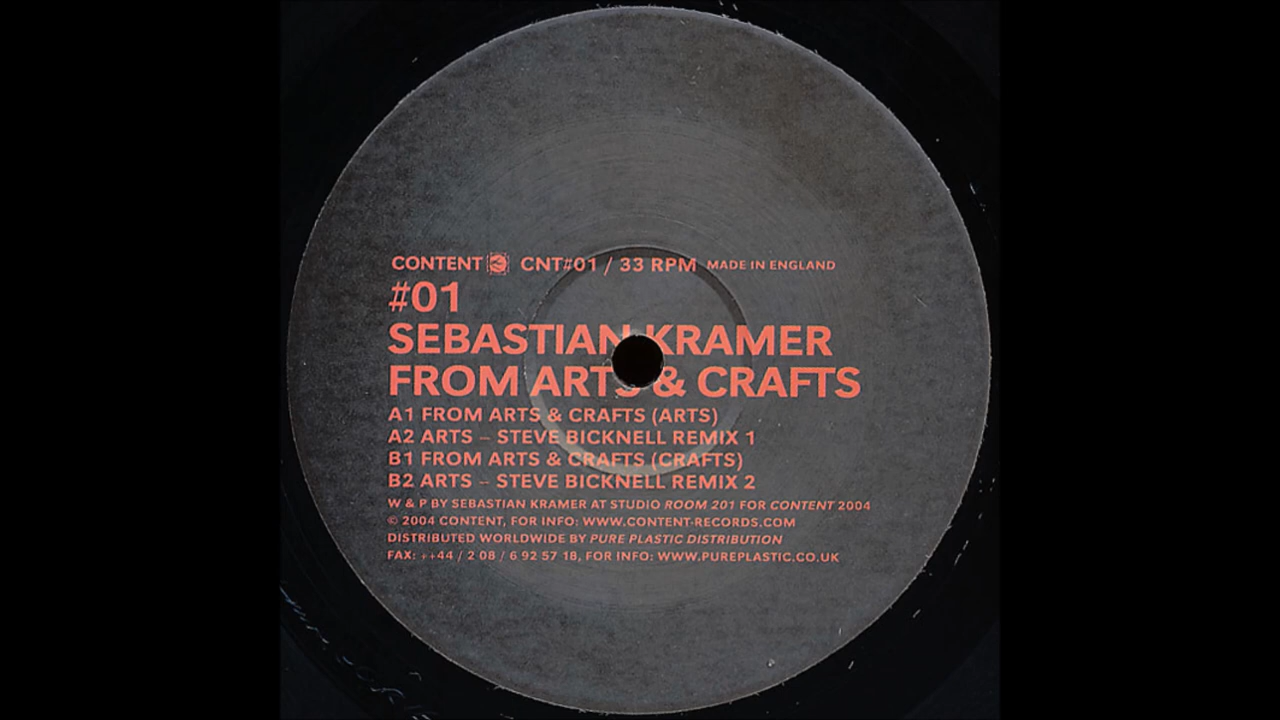 CONTENT CNT#01 / 33 RPM MADE IN ENGLAND
#01
SEBASTIAN KRAMER
FROM ARTS & CRAFTS
A1 FROM ARTS & CRAFTS (ARTS)
A2 ARTS – STEVE BICKNELL REMIX 1
B1 FROM ARTS & CRAFTS (CRAFTS)
B2 ARTS – STEVE BICKNELL REMIX 2
W & P BY SEBASTIAN KRAMER AT STUDIO ROOM 201 FOR CONTENT 2004
© 2004 CONTENT, FOR INFO: WWW.CONTENT-RECORDS.COM
DISTRIBUTED WORLDWIDE BY PURE PLASTIC DISTRIBUTION
FAX: ++44 / 2 08 / 6 92 57 18, FOR INFO: WWW.PUREPLASTIC.CO.UK